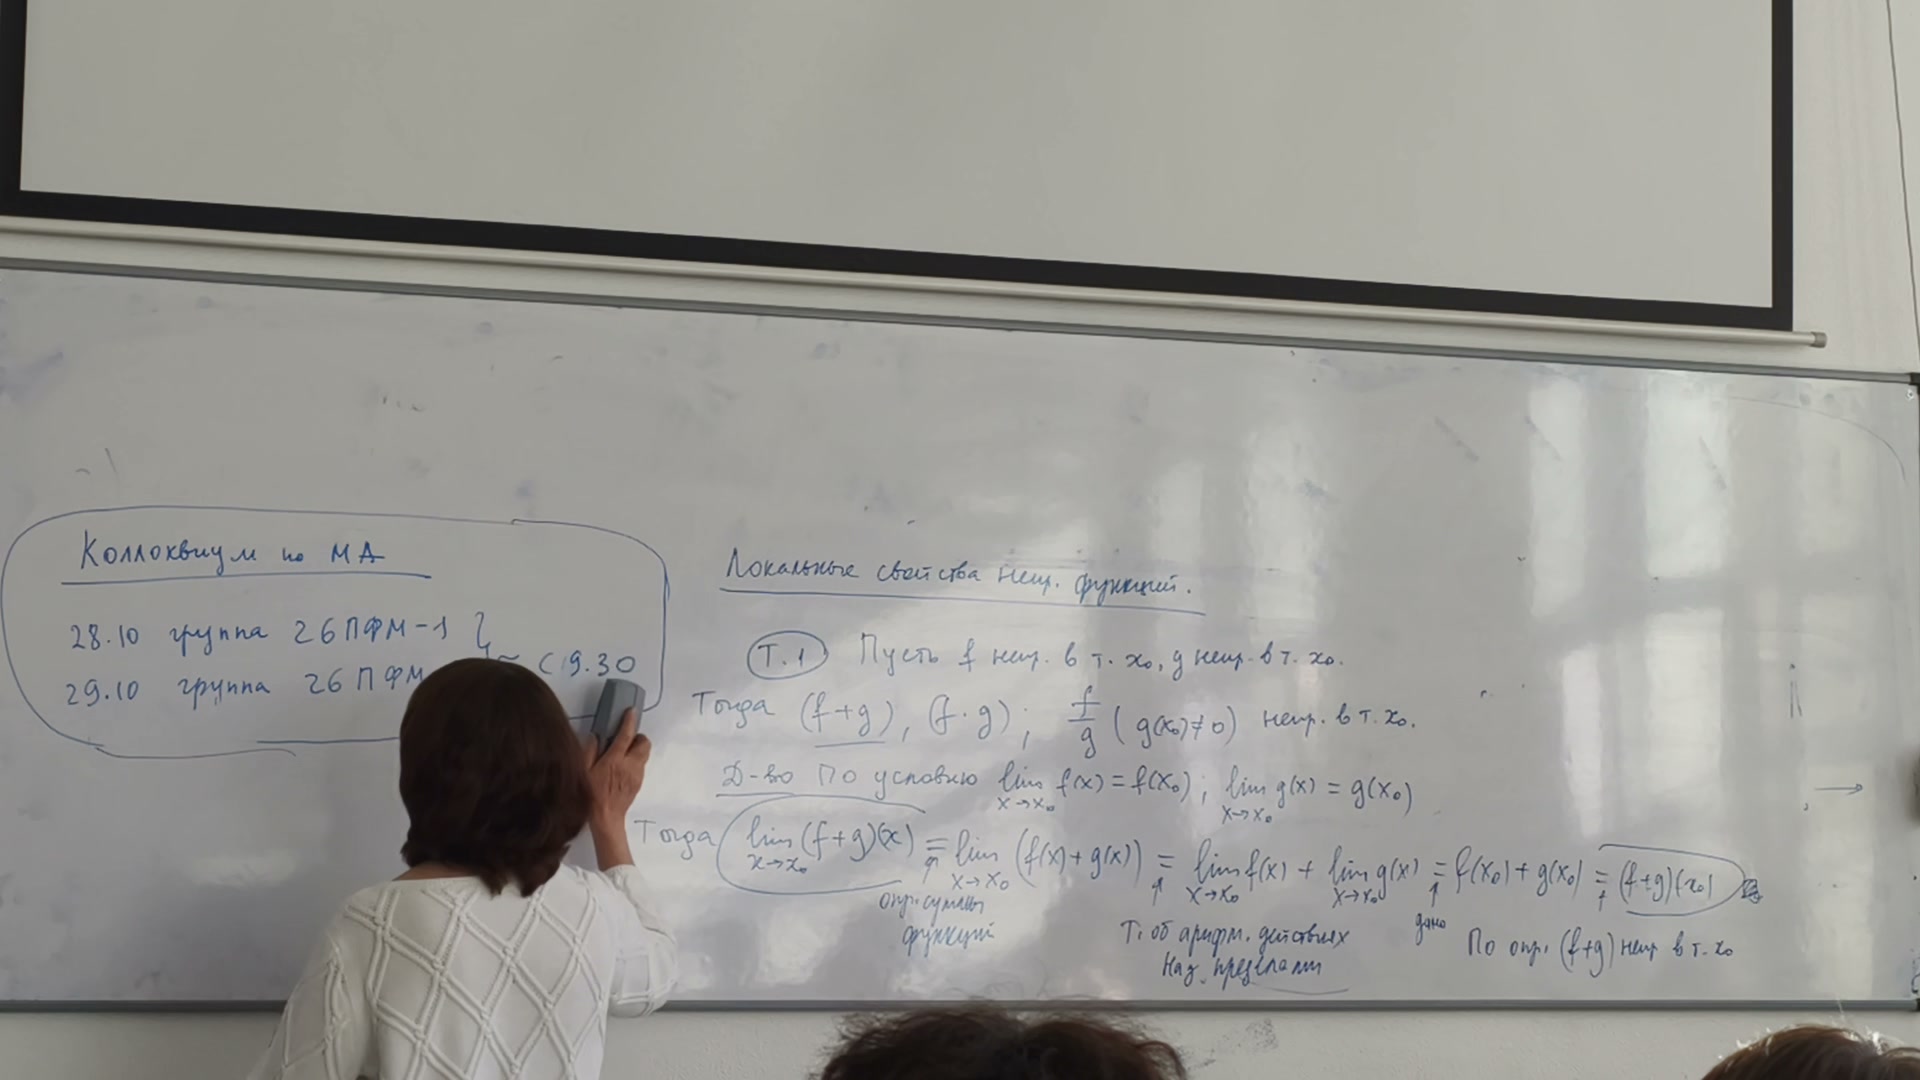 Коллоквиум по МА
28.10 группа 26ПФМ-1
29.10 группа 26ПФМ
с 9.30
Локальные свойства непр. функций.
Т.1 Пусть f непр. в т. x₀, g непр. в т. x₀.
Тогда (f+g), (f·g); f/g (g(x₀)≠0) непр. в т. x₀.
Д-во По условию lim x→x₀ f(x) = f(x₀); lim x→x₀ g(x) = g(x₀)
Тогда lim x→x₀ (f+g)(x) = lim x→x₀ (f(x)+g(x)) = lim x→x₀ f(x) + lim x→x₀ g(x) = f(x₀)+g(x₀) = (f+g)(x₀)
опр. суммы функций
Т. об арифм. действиях над пределами
дано
По опр. (f+g) непр в т. x₀